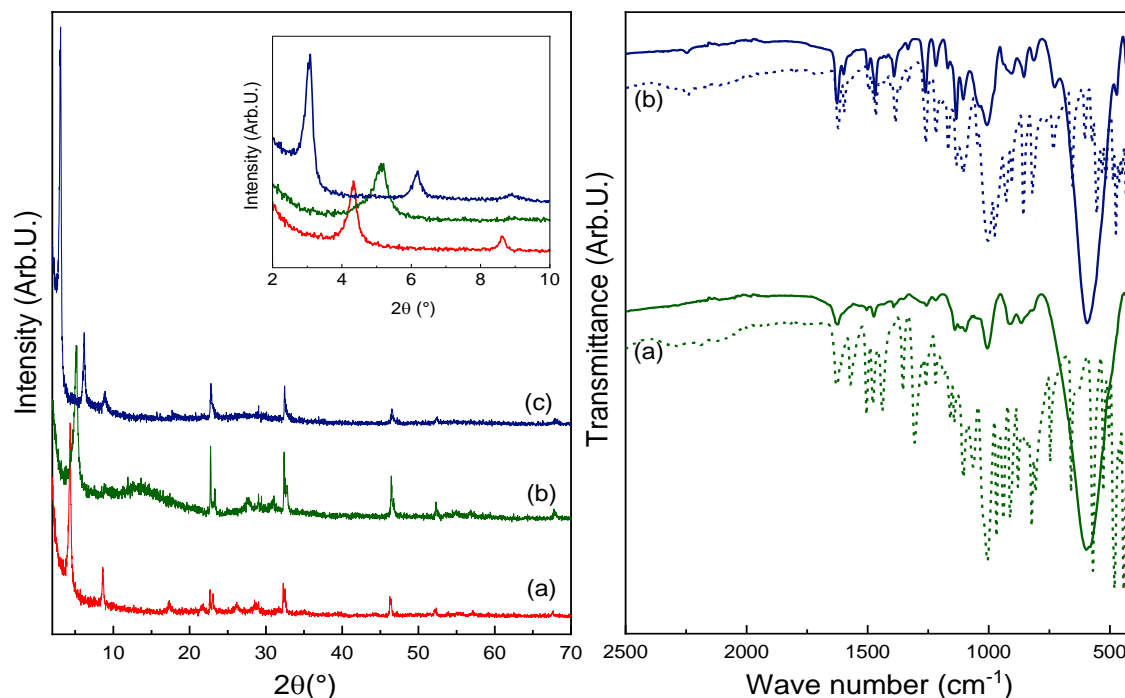 Intensity (Arb.U.)
Intensity (Arb.U.)
2 4 6 8 10
2θ (°)
(c)
(b)
(a)
10 20 30 40 50 60 70
2θ(°)
Transmittance (Arb.U.)
(b)
(a)
2500 2000 1500 1000 500
Wave number (cm⁻¹)